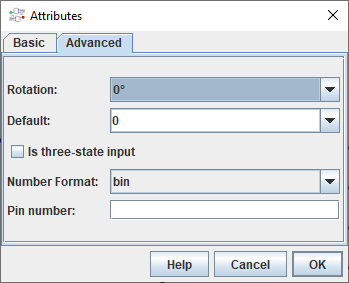 Attributes
Basic Advanced
Rotation: 0°
Default: 0
Is three-state input
Number Format: bin
Pin number:
Help Cancel OK